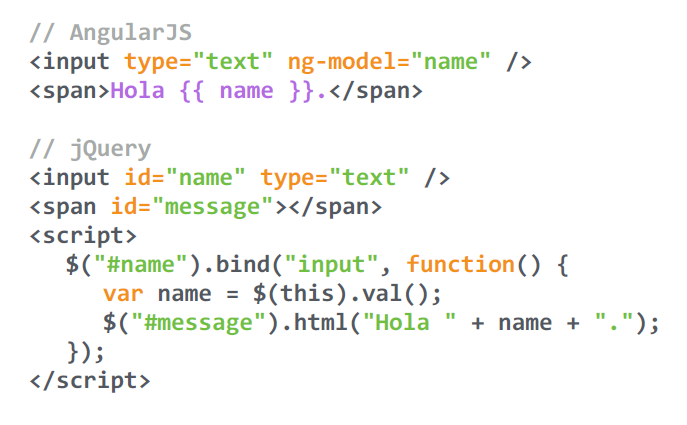 // AngularJS
<input type="text" ng-model="name" />
<span>Hola {{ name }}.</span>
// jQuery
<input id="name" type="text" />
<span id="message"></span>
<script>
$("#name").bind("input", function() {
var name = $(this).val();
$("#message").html("Hola " + name + ".");
});
</script>